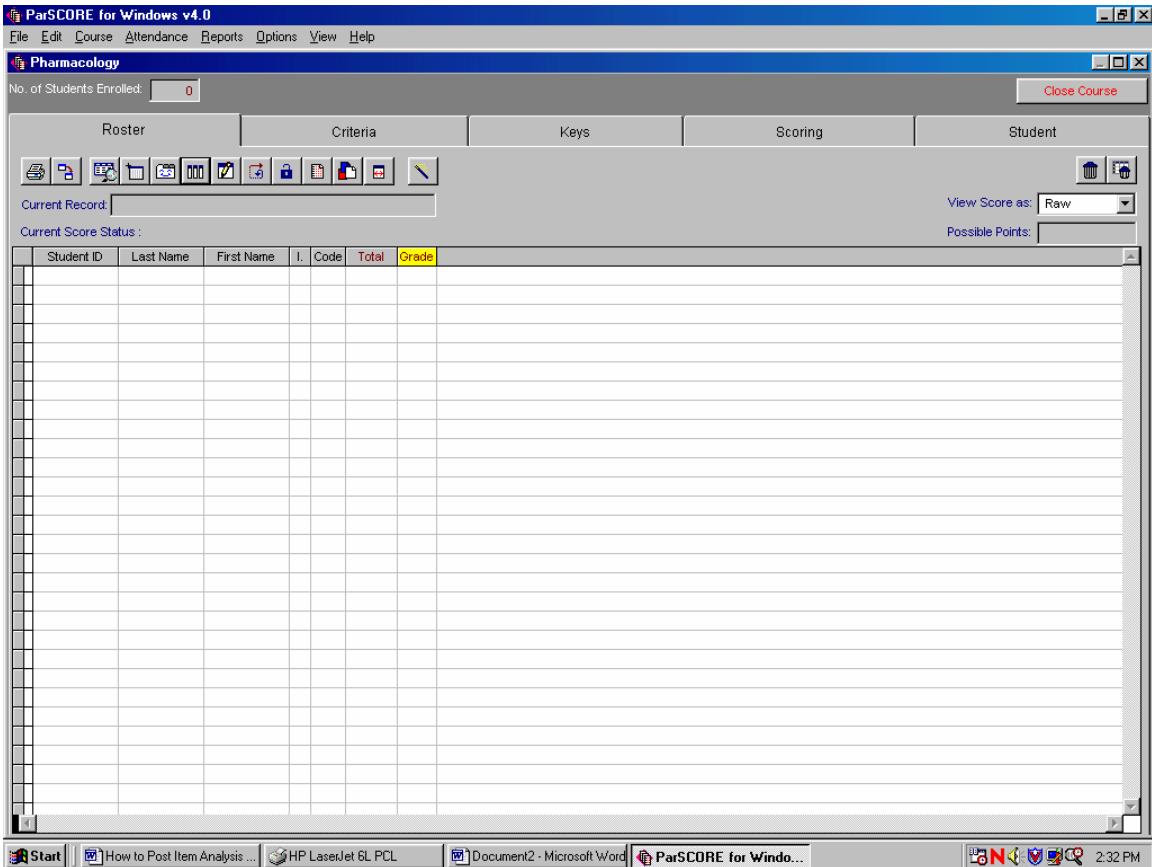 ParSCORE for Windows v4.0
File Edit Course Attendance Reports Options View Help
Pharmacology
No. of Students Enrolled: 0 Close Course
Roster Criteria Keys Scoring Student
Current Record: View Score as: Raw
Current Score Status : Possible Points:
Student ID Last Name First Name I. Code Total Grade
Start How to Post Item Analysis ... HP LaserJet 6L PCL Document2 - Microsoft Word ParSCORE for Windo... N 2:32 PM